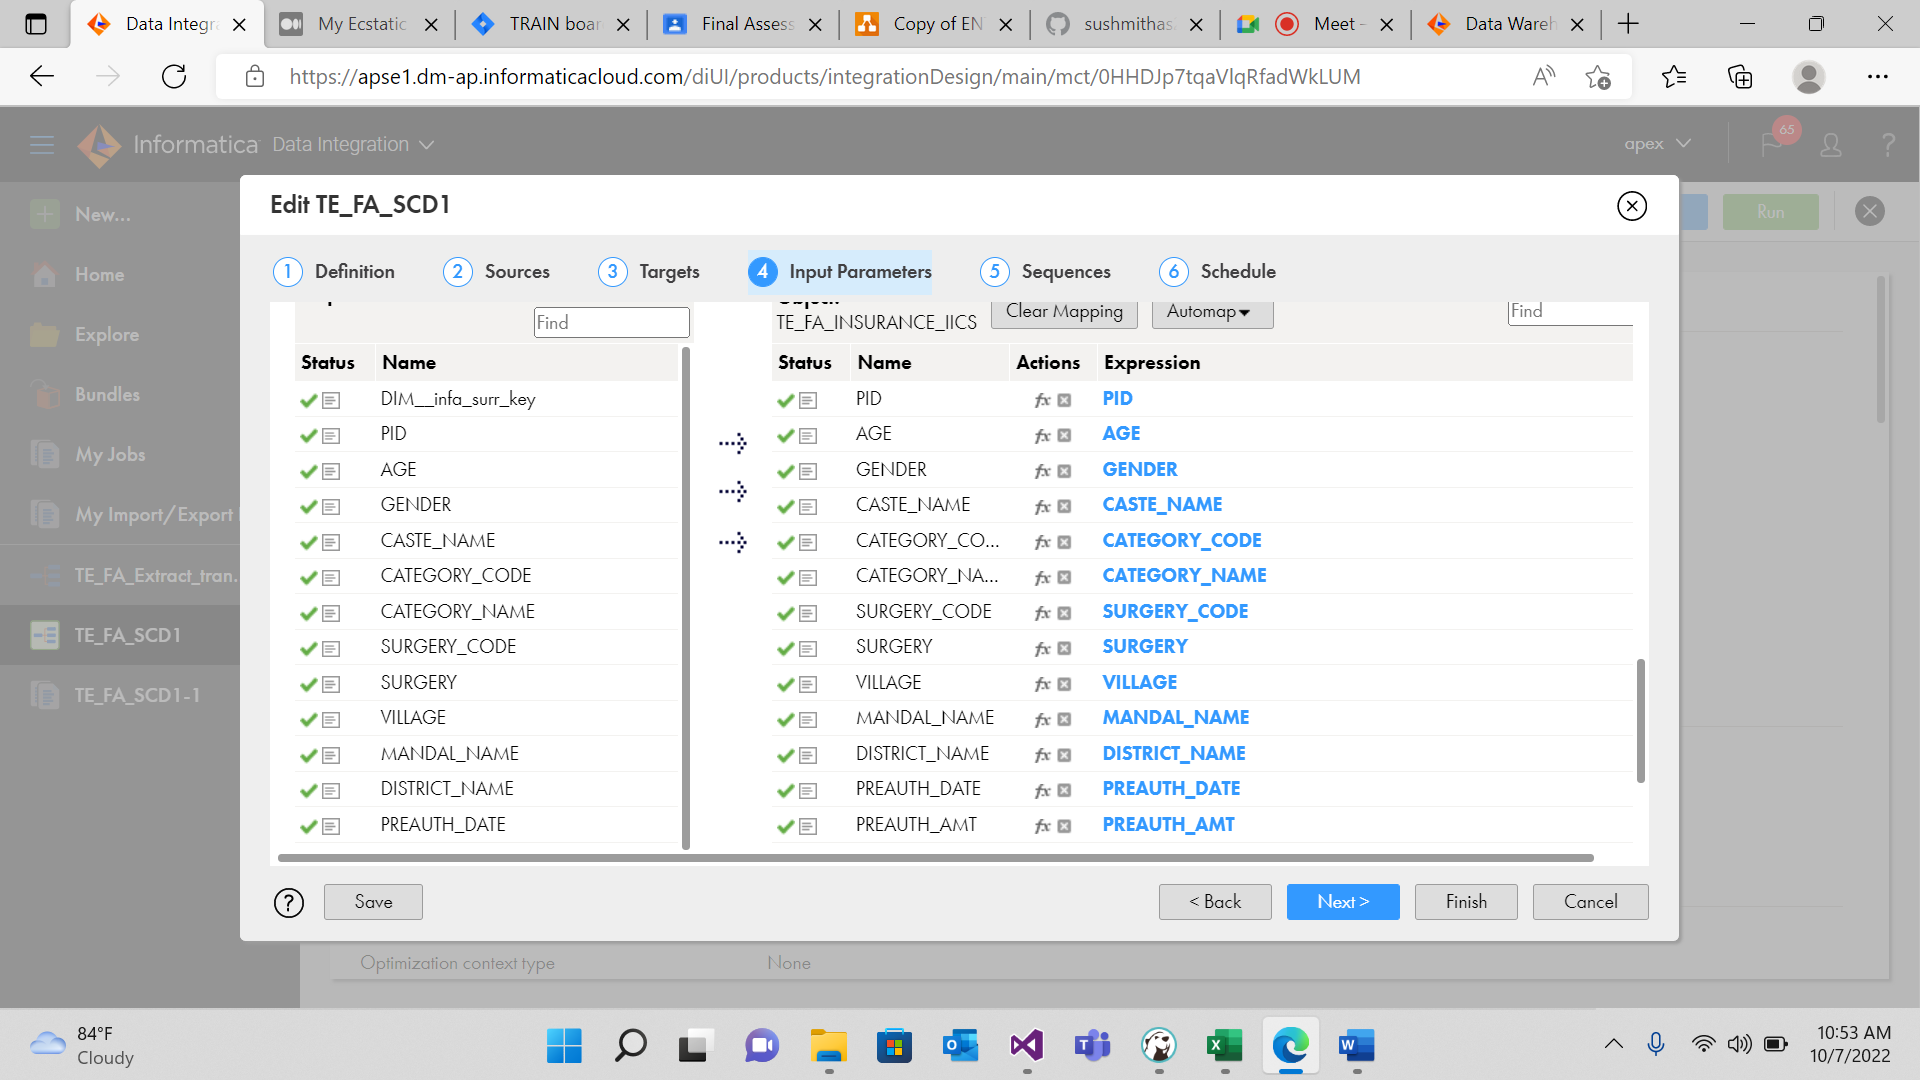 Data Integra
My Ecstatic
TRAIN boar
Final Assess
Copy of EN
sushmithas
Meet -
Data Wareh
https://apse1.dm-ap.informaticacloud.com/diUI/products/integrationDesign/main/mct/0HHDJp7tqaVlqRfadWkLUM
Informatica Data Integration
apex
65
?
New...
Home
Explore
Bundles
My Jobs
My Import/Export
TE_FA_Extract_tran.
TE_FA_SCD1
TE_FA_SCD1-1
Run
Edit TE_FA_SCD1
1 Definition
2 Sources
3 Targets
4 Input Parameters
5 Sequences
6 Schedule
Find
Object:
TE_FA_INSURANCE_IICS
Clear Mapping
Automap
Find
Status Name
DIM__infa_surr_key
PID
AGE
GENDER
CASTE_NAME
CATEGORY_CODE
CATEGORY_NAME
SURGERY_CODE
SURGERY
VILLAGE
MANDAL_NAME
DISTRICT_NAME
PREAUTH_DATE
Status Name Actions Expression
PID fx PID
AGE fx AGE
GENDER fx GENDER
CASTE_NAME fx CASTE_NAME
CATEGORY_CO... fx CATEGORY_CODE
CATEGORY_NA... fx CATEGORY_NAME
SURGERY_CODE fx SURGERY_CODE
SURGERY fx SURGERY
VILLAGE fx VILLAGE
MANDAL_NAME fx MANDAL_NAME
DISTRICT_NAME fx DISTRICT_NAME
PREAUTH_DATE fx PREAUTH_DATE
PREAUTH_AMT fx PREAUTH_AMT
?
Save
< Back
Next >
Finish
Cancel
Optimization context type None
84°F
Cloudy
10:53 AM
10/7/2022